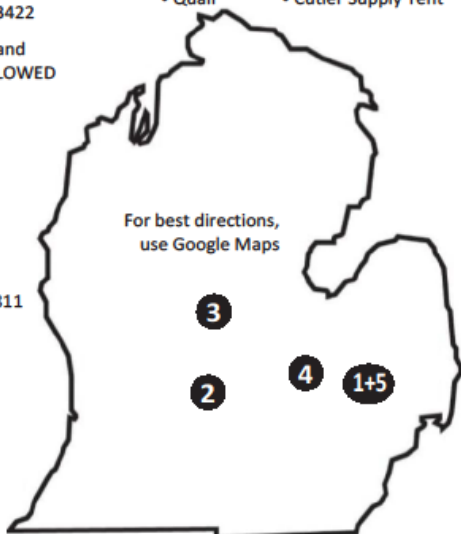 3422
• Quail
• Cutler Supply Tent
and
LOWED
For best directions,
use Google Maps
311
3
2
4
1+5